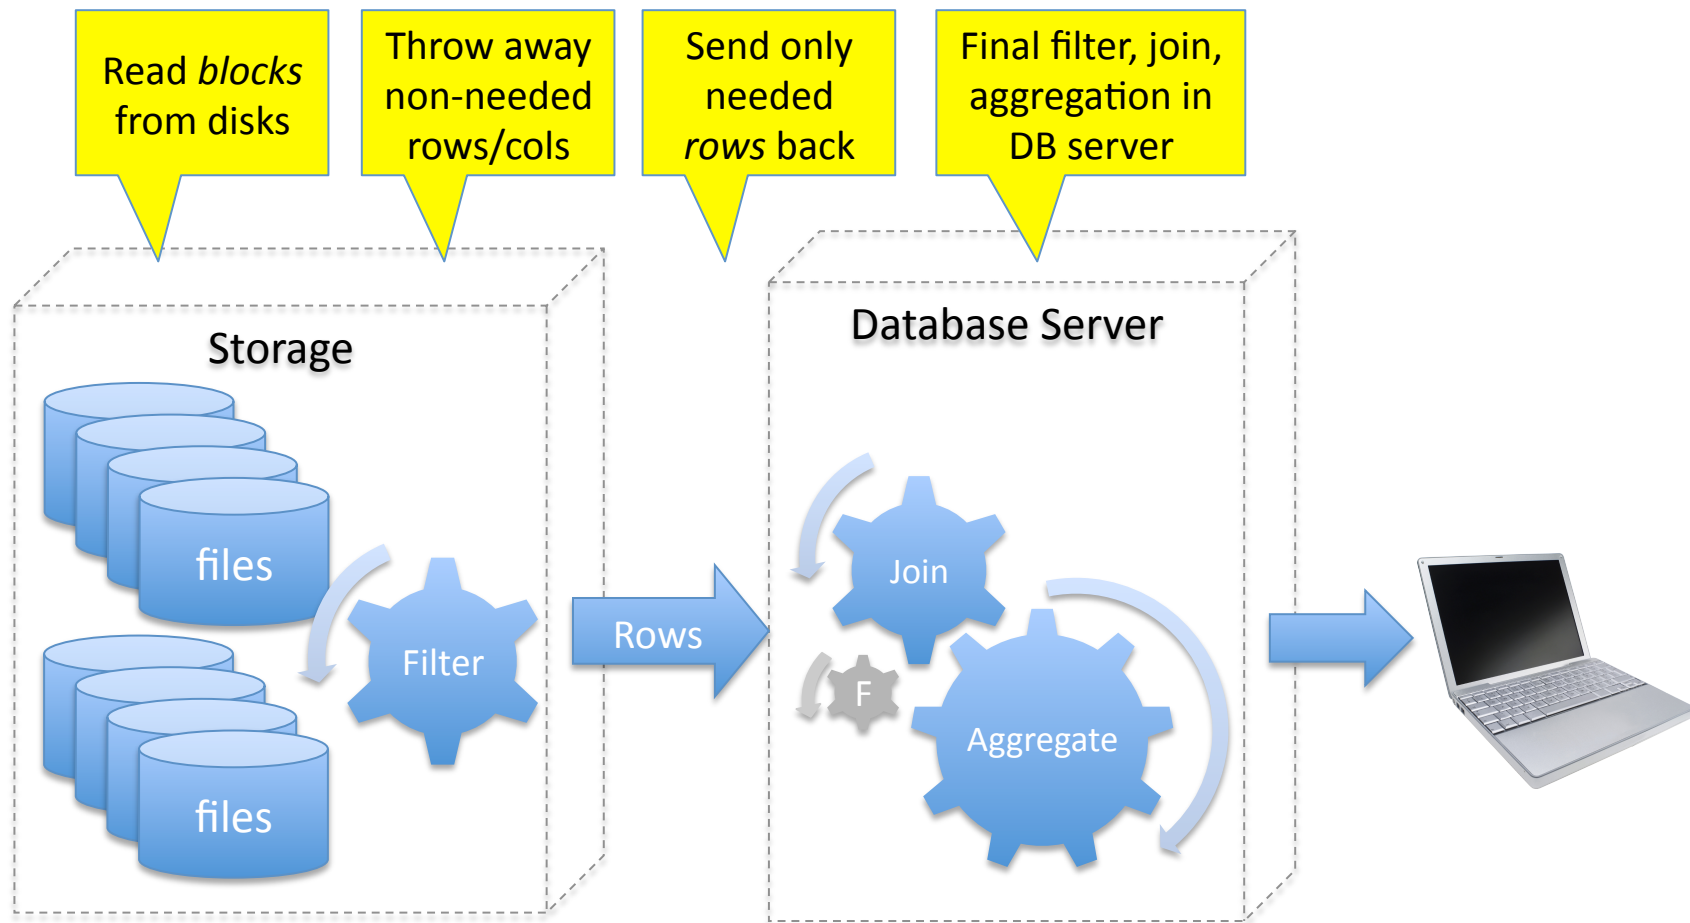 Read blocks
from disks
Throw away
non-needed
rows/cols
Send only
needed
rows back
Final filter, join,
aggregation in
DB server
Storage
Database Server
files
files
Filter
Rows
Join
F
Aggregate